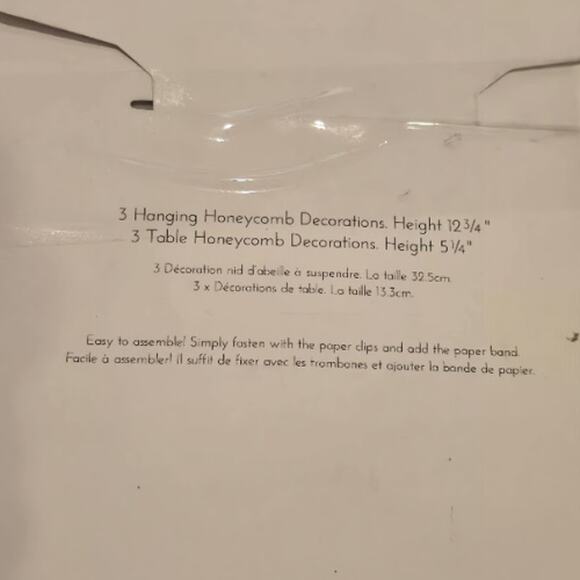 3 Hanging Honeycomb Decorations. Height 12 3/4"
3 Table Honeycomb Decorations. Height 5 1/4"
3 Décoration nid d'abeille à suspendre. La taille 32.5cm.
3 x Décorations de table. La taille 13.3cm.
Easy to assemble! Simply fasten with the paper clips and add the paper band.
Facile à assembler! il suffit de fixer avec les trombones et ajouter la bande de papier.